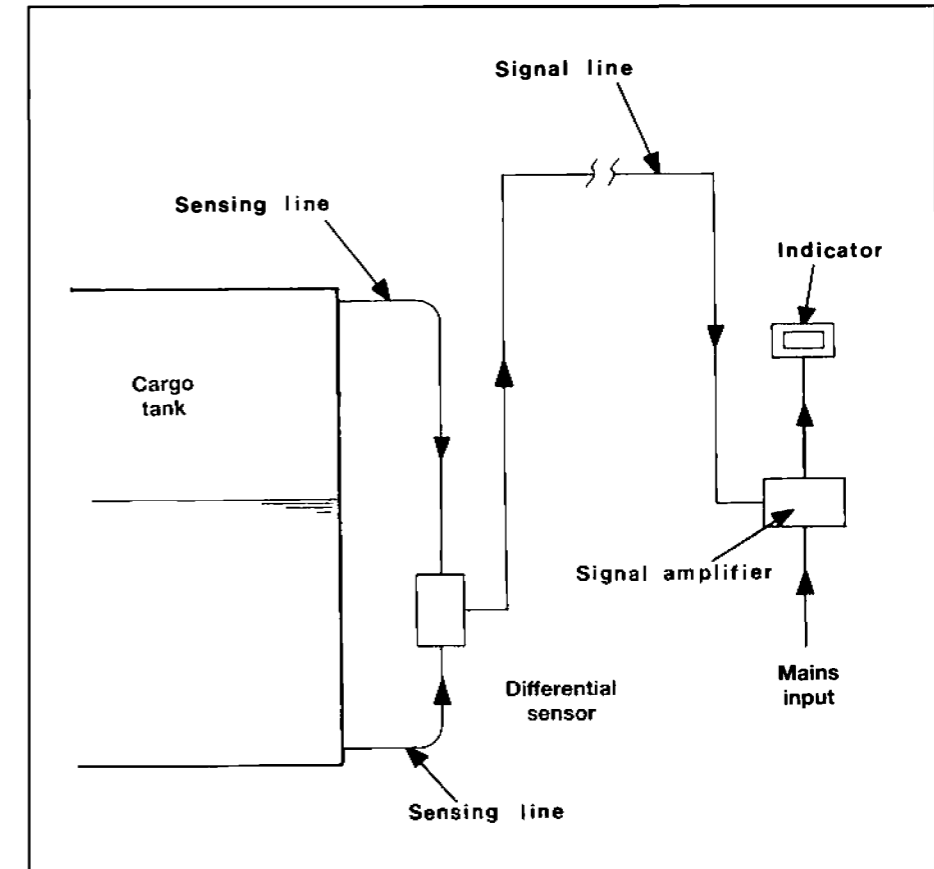 Signal line
Sensing line
Indicator
Cargo
tank
Signal amplifier
Differential
sensor
Mains
input
Sensing line